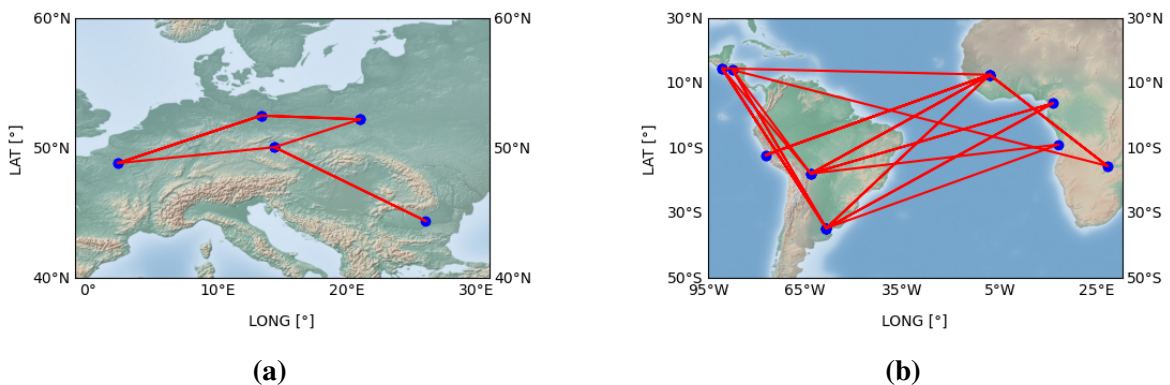 60°N
60°N
50°N
50°N
40°N
40°N
0°
10°E
20°E
30°E
LAT [°]
LONG [°]
(a)
30°N
30°N
10°N
10°N
10°S
10°S
30°S
30°S
50°S
50°S
95°W
65°W
35°W
5°W
25°E
LAT [°]
LONG [°]
(b)